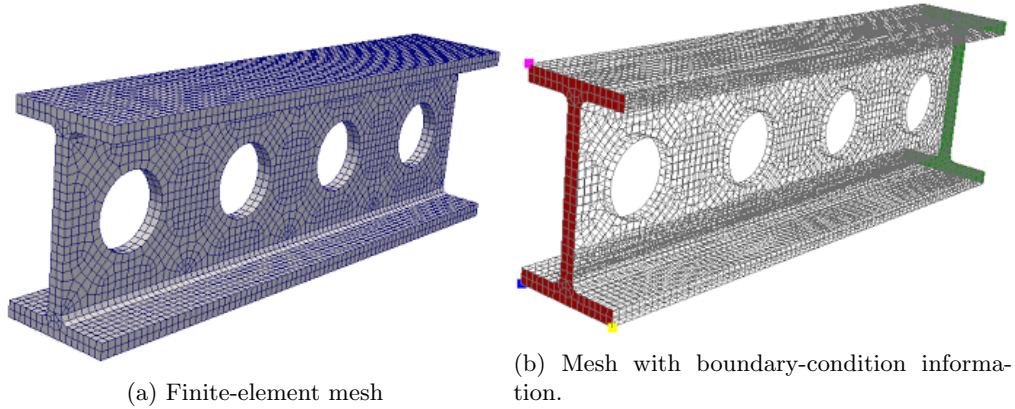 (a) Finite-element mesh
(b) Mesh with boundary-condition informa-
tion.